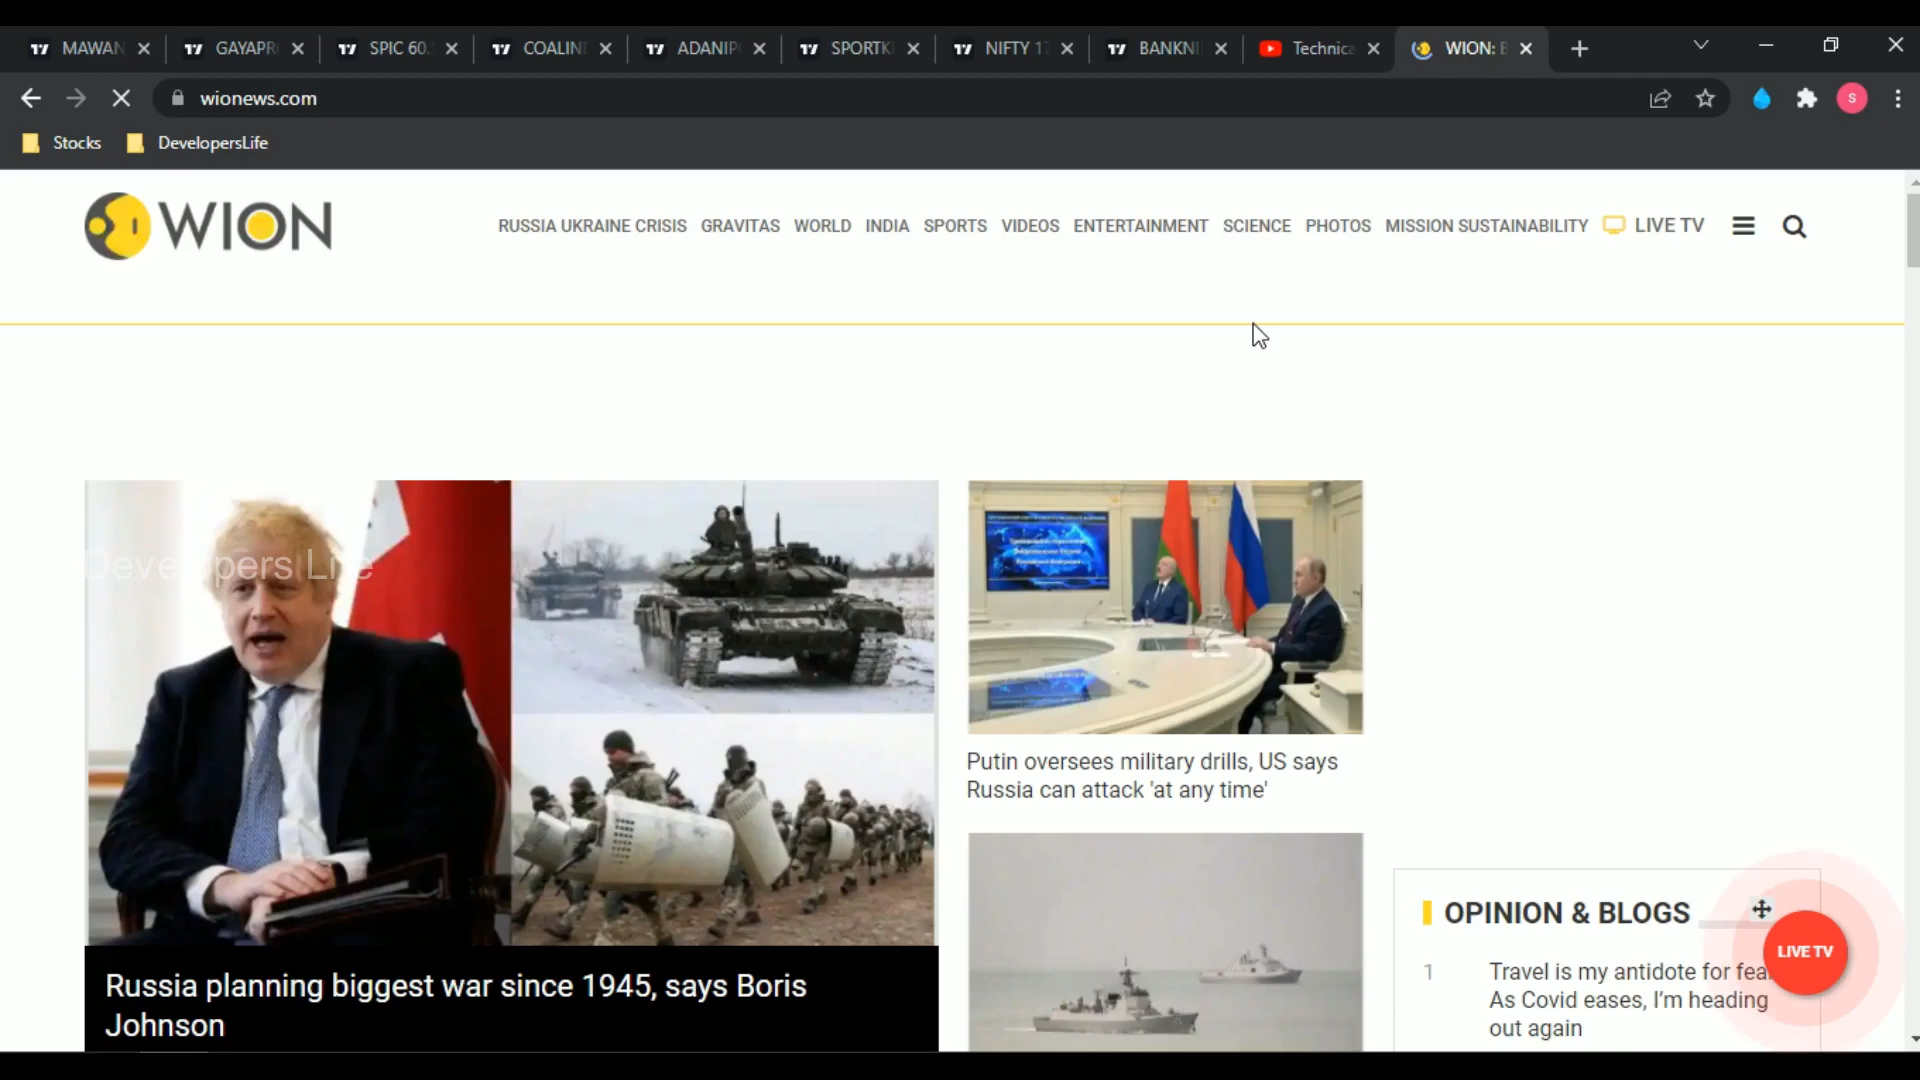 MAWAN
GAYAPR
SPIC 60.
COALIN
ADANIP
SPORTK
NIFTY 17
BANKNI
Technica
WION: B
wionews.com
S
Stocks
DevelopersLife
WION
RUSSIA UKRAINE CRISIS
GRAVITAS
WORLD
INDIA
SPORTS
VIDEOS
ENTERTAINMENT
SCIENCE
PHOTOS
MISSION SUSTAINABILITY
LIVE TV
Developers Life
Russia planning biggest war since 1945, says Boris
Johnson
Putin oversees military drills, US says
Russia can attack 'at any time'
OPINION & BLOGS
LIVE TV
1
Travel is my antidote for fea
As Covid eases, I'm heading
out again